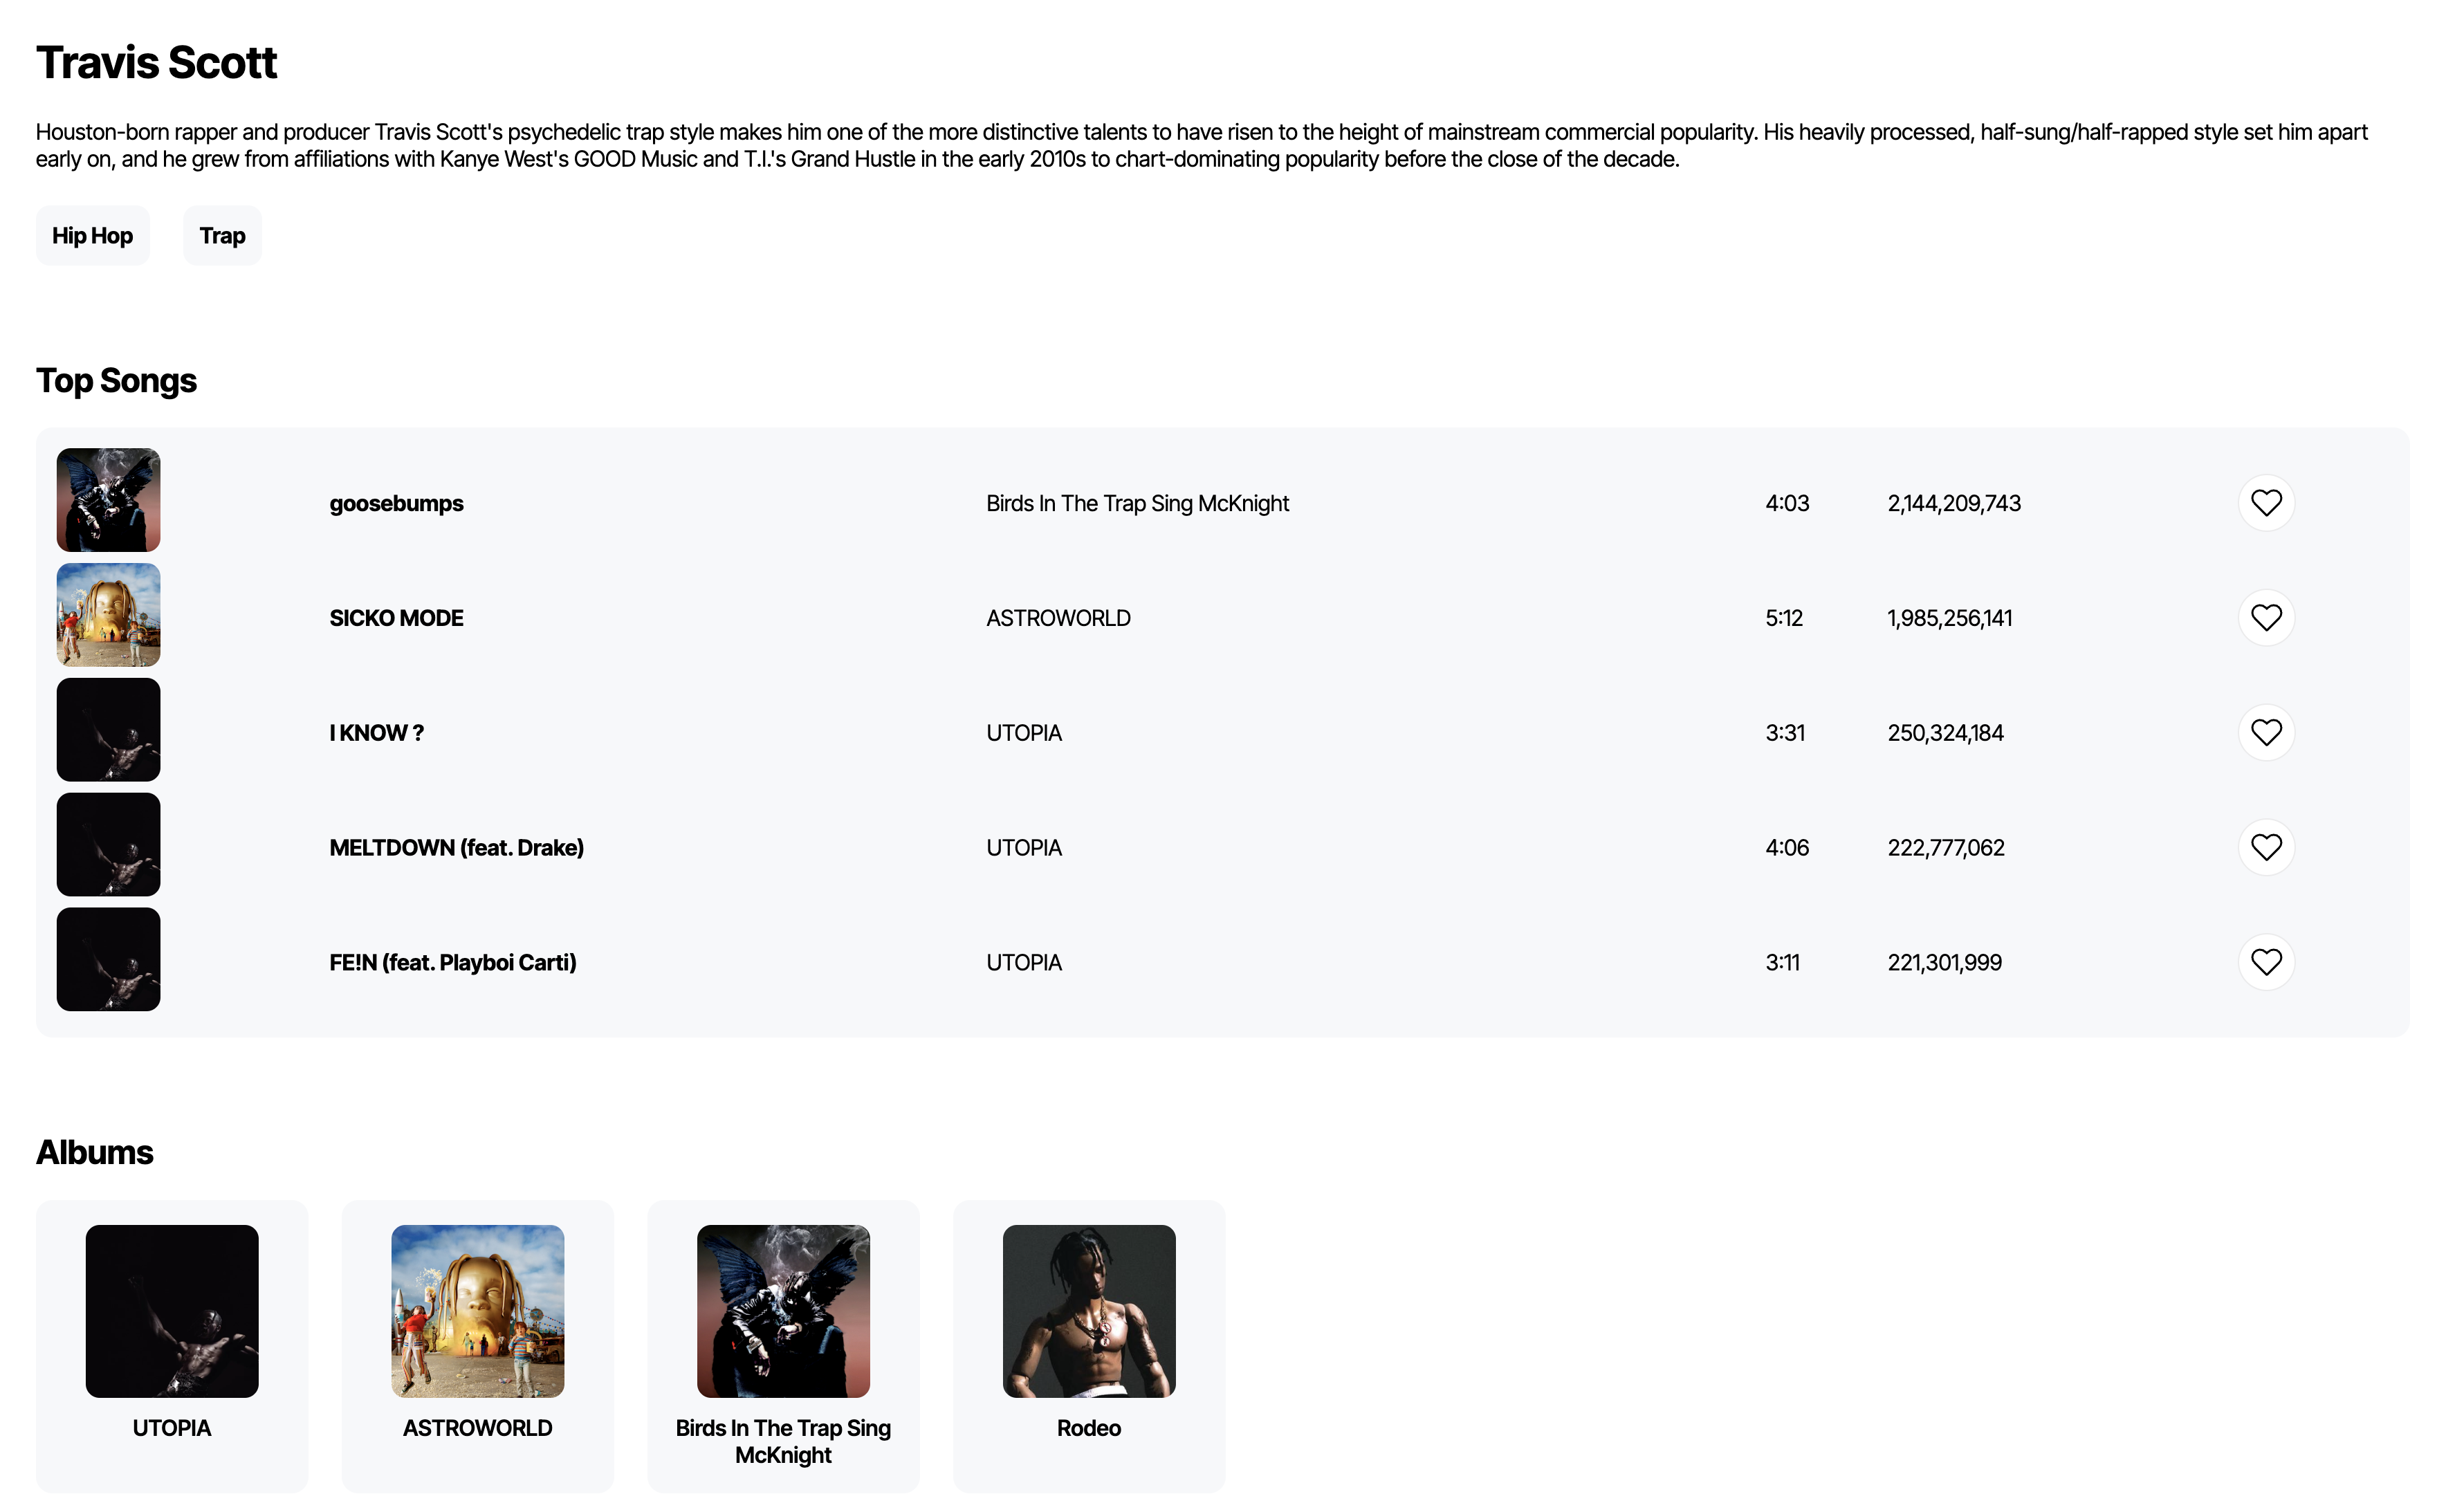 Travis Scott
Houston-born rapper and producer Travis Scott's psychedelic trap style makes him one of the more distinctive talents to have risen to the height of mainstream commercial popularity. His heavily processed, half-sung/half-rapped style set him apart
early on, and he grew from affiliations with Kanye West's GOOD Music and T.I.'s Grand Hustle in the early 2010s to chart-dominating popularity before the close of the decade.
Hip Hop Trap
Top Songs
goosebumps Birds In The Trap Sing McKnight 4:03 2,144,209,743
SICKO MODE ASTROWORLD 5:12 1,985,256,141
I KNOW ? UTOPIA 3:31 250,324,184
MELTDOWN (feat. Drake) UTOPIA 4:06 222,777,062
FE!N (feat. Playboi Carti) UTOPIA 3:11 221,301,999
Albums
UTOPIA
ASTROWORLD
Birds In The Trap Sing
McKnight
Rodeo